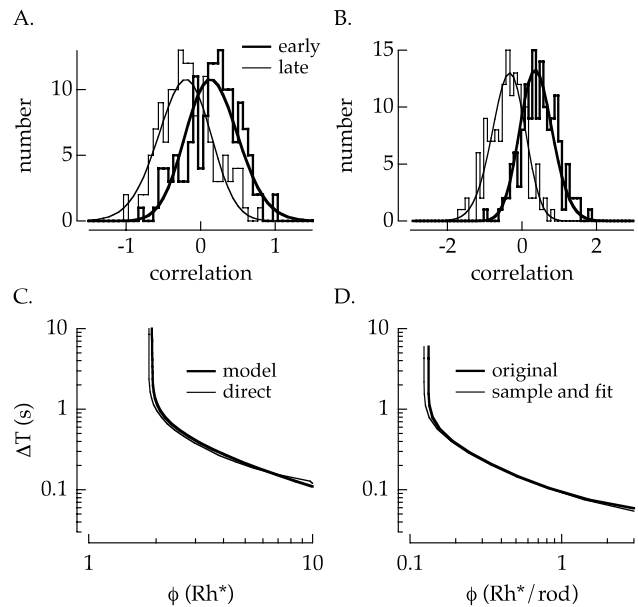 A.
B.
early
late
number
10
5
0
-1
0
1
correlation
number
15
10
5
0
-2
0
2
correlation
C.
D.
ΔT (s)
10
1
0.1
model
direct
1
10
ϕ (Rh*)
10
1
0.1
original
sample and fit
0.1
1
ϕ (Rh*/rod)